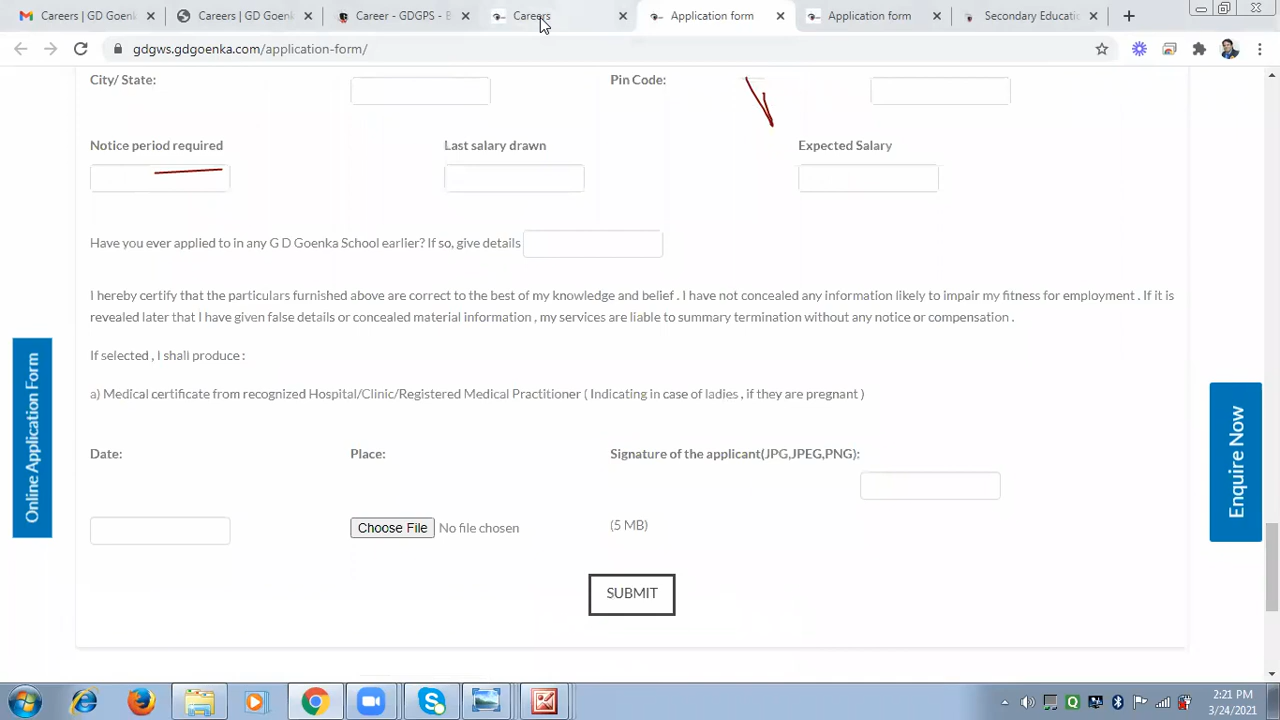 Careers | GD Goen
Careers | GD Goen
Career - GDGPS - B
Careers
Application form
Application form
Secondary Educati
gdgws.gdgoenka.com/application-form/
City/ State:
Pin Code:
Notice period required
Last salary drawn
Expected Salary
Have you ever applied to in any G D Goenka School earlier? If so, give details
I hereby certify that the particulars furnished above are correct to the best of my knowledge and belief . I have not concealed any information likely to impair my fitness for employment . If it is
revealed later that I have given false details or concealed material information , my services are liable to summary termination without any notice or compensation .
If selected , I shall produce :
a) Medical certificate from recognized Hospital/Clinic/Registered Medical Practitioner ( Indicating in case of ladies , if they are pregnant )
Date:
Place:
Signature of the applicant(JPG,JPEG,PNG):
Choose File No file chosen
(5 MB)
SUBMIT
Online Application Form
Enquire Now
2:21 PM
3/24/2021